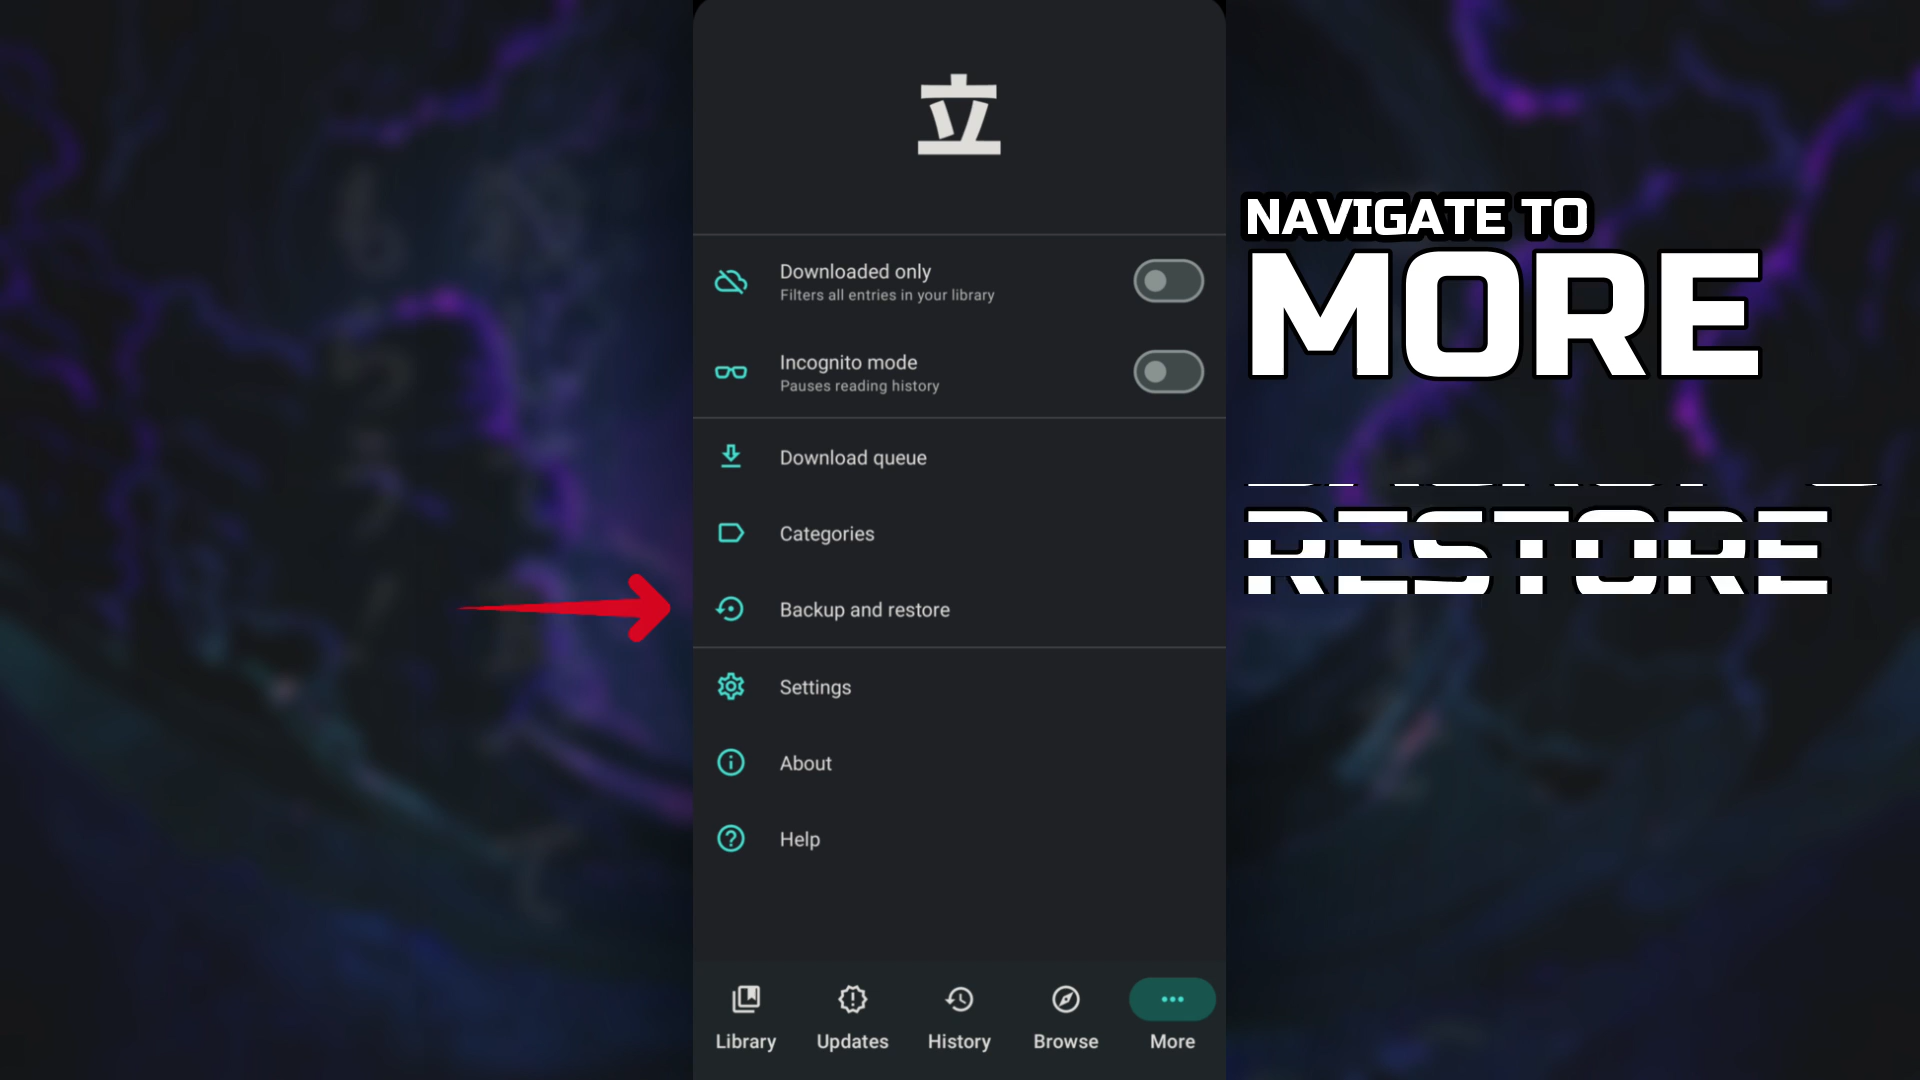 立
Downloaded only
Filters all entries in your library
Incognito mode
Pauses reading history
Download queue
Categories
Backup and restore
Settings
About
Help
Library
Updates
History
Browse
More
NAVIGATE TO
MORE
RESTORE